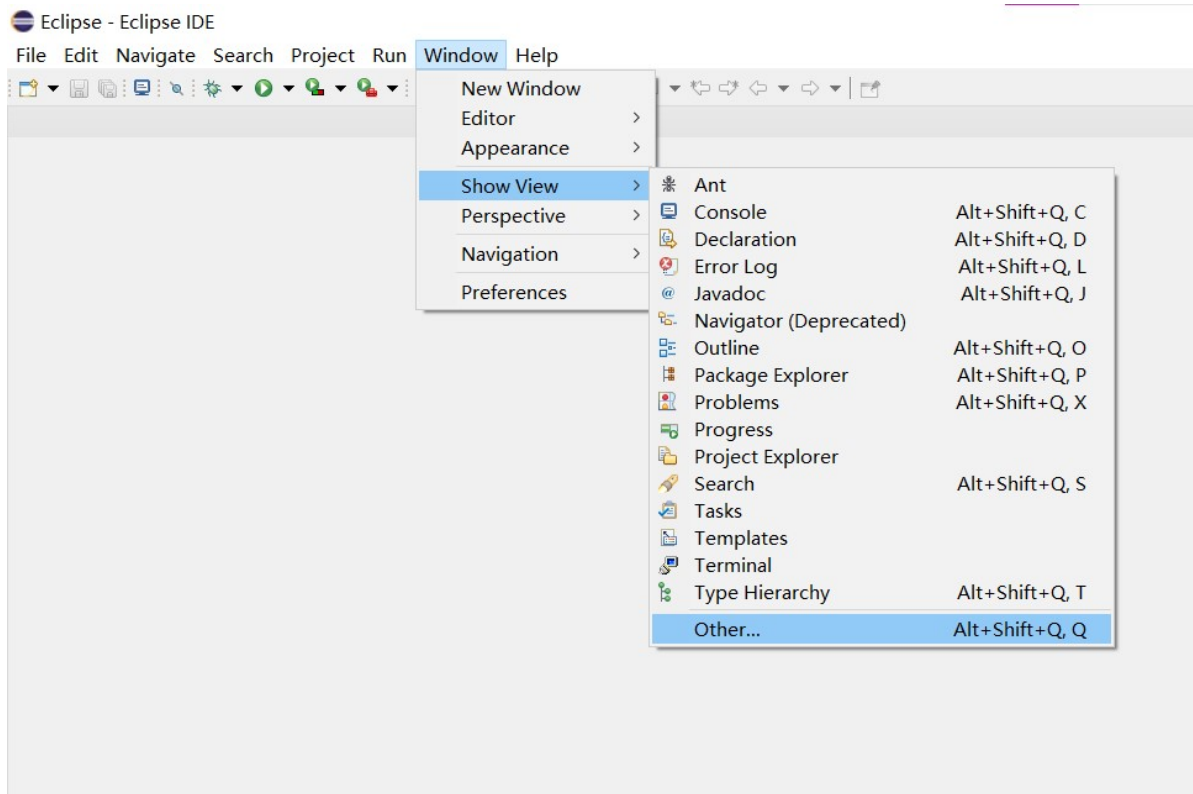 Eclipse - Eclipse IDE
File Edit Navigate Search Project Run Window Help
New Window
Editor
Appearance
Show View
Perspective
Navigation
Preferences
Ant
Console Alt+Shift+Q, C
Declaration Alt+Shift+Q, D
Error Log Alt+Shift+Q, L
Javadoc Alt+Shift+Q, J
Navigator (Deprecated)
Outline Alt+Shift+Q, O
Package Explorer Alt+Shift+Q, P
Problems Alt+Shift+Q, X
Progress
Project Explorer
Search Alt+Shift+Q, S
Tasks
Templates
Terminal
Type Hierarchy Alt+Shift+Q, T
Other... Alt+Shift+Q, Q